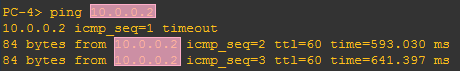 PC-4> ping 10.0.0.2
10.0.0.2 icmp_seq=1 timeout
84 bytes from 10.0.0.2 icmp_seq=2 ttl=60 time=593.030 ms
84 bytes from 10.0.0.2 icmp_seq=3 ttl=60 time=641.397 ms